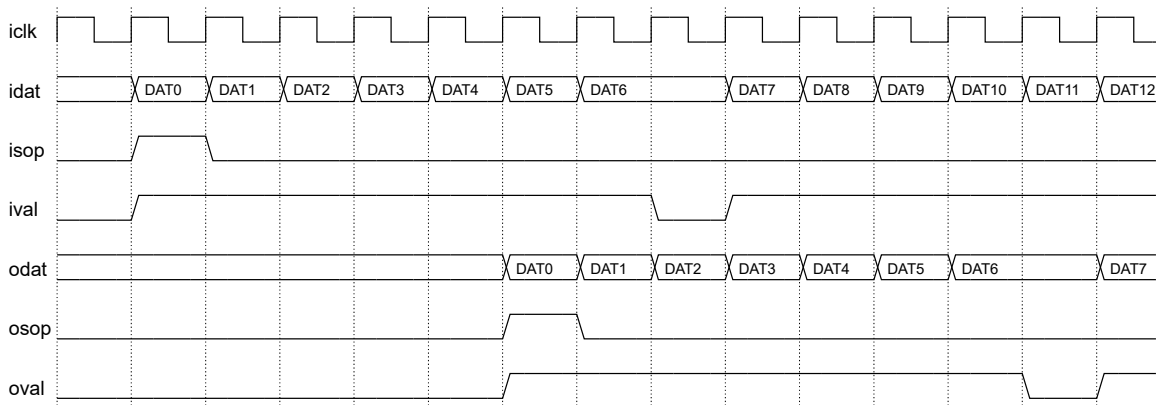 iclk
idat DAT0 DAT1 DAT2 DAT3 DAT4 DAT5 DAT6 DAT7 DAT8 DAT9 DAT10 DAT11 DAT12
isop
ival
odat DAT0 DAT1 DAT2 DAT3 DAT4 DAT5 DAT6 DAT7
osop
oval